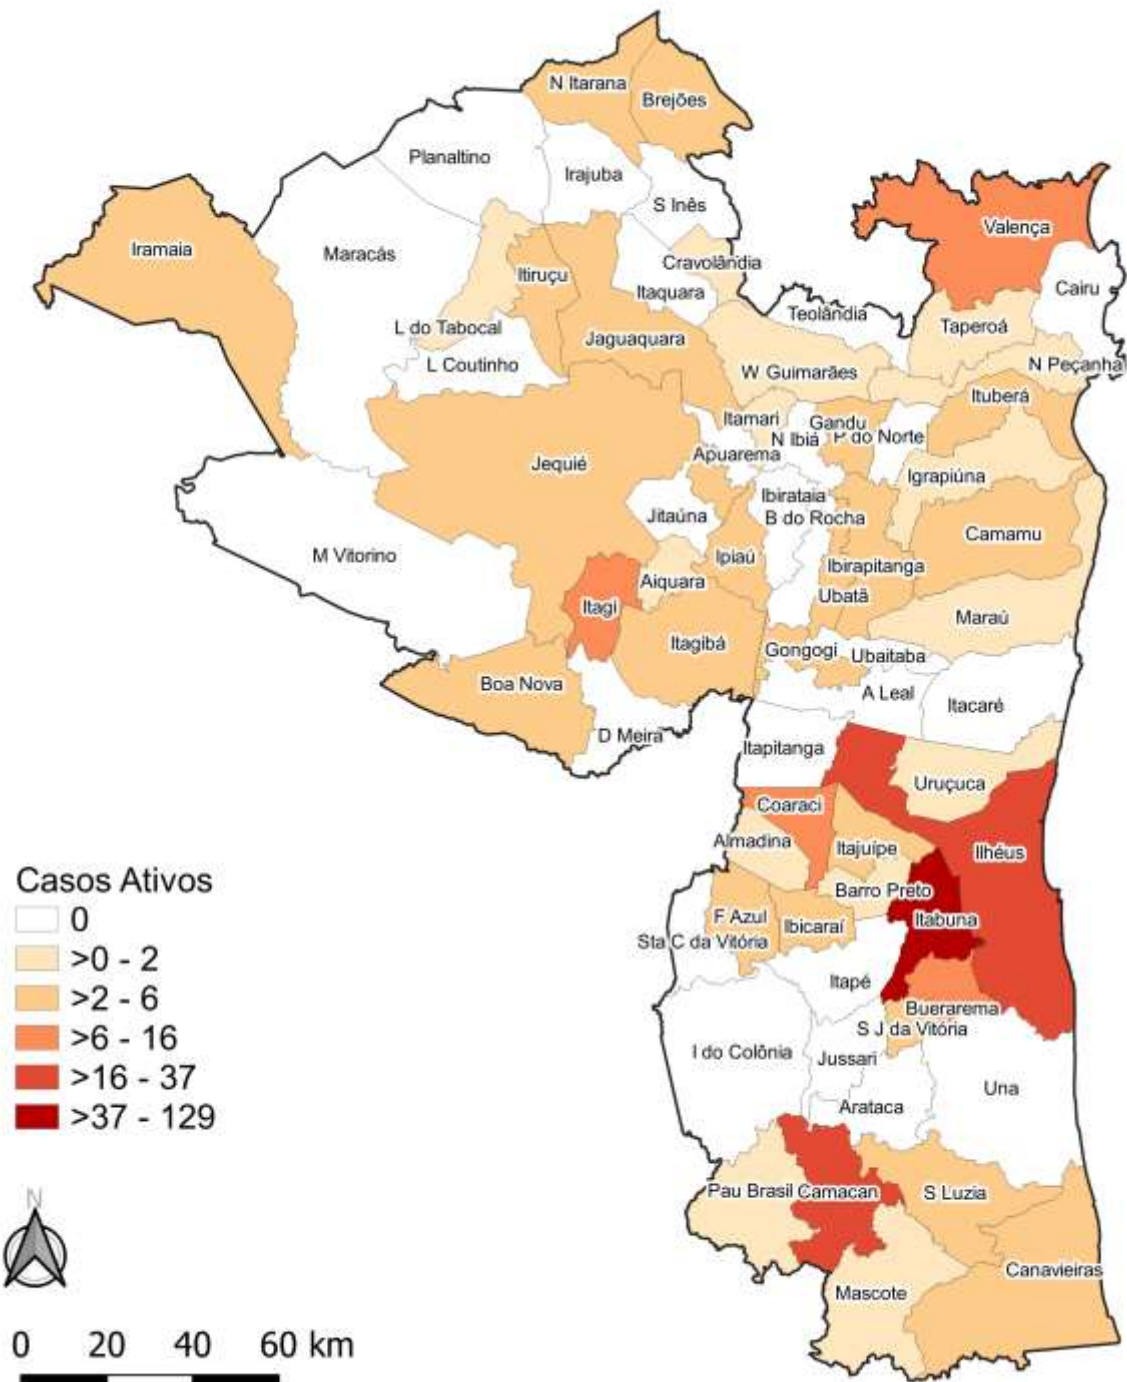 N Itarana
Brejões
Planaltino
Irajuba
S Inês
Valença
Iramaia
Maracás
Cravolândia
Itiruçu
Itaquara
Cairu
Teolândia
Taperoá
L do Tabocal
Jaguaquara
L Coutinho
W Guimarães
N Peçanha
Ituberá
Itamari
Gandu
N Ibiá
P do Norte
Apuarema
Jequié
Igrapiúna
Ibirataia
Jitaúna
B do Rocha
Camamu
M Vitorino
Ipiaú
Ibirapitanga
Aiquara
Ubatã
Itagi
Maraú
Itagibá
Gongogi
Ubaitaba
Boa Nova
A Leal
Itacaré
D Meira
Itapitanga
Uruçuca
Coaraci
Almadina
Itajuípe
Ilhéus
Barro Preto
F Azul
Ibicaraí
Itabuna
Sta C da Vitória
Itapé
Buerarema
S J da Vitória
I do Colônia
Jussari
Una
Arataca
Pau Brasil
Camacan
S Luzia
Canavieiras
Mascote
Casos Ativos
0
>0 - 2
>2 - 6
>6 - 16
>16 - 37
>37 - 129
N
0 20 40 60 km